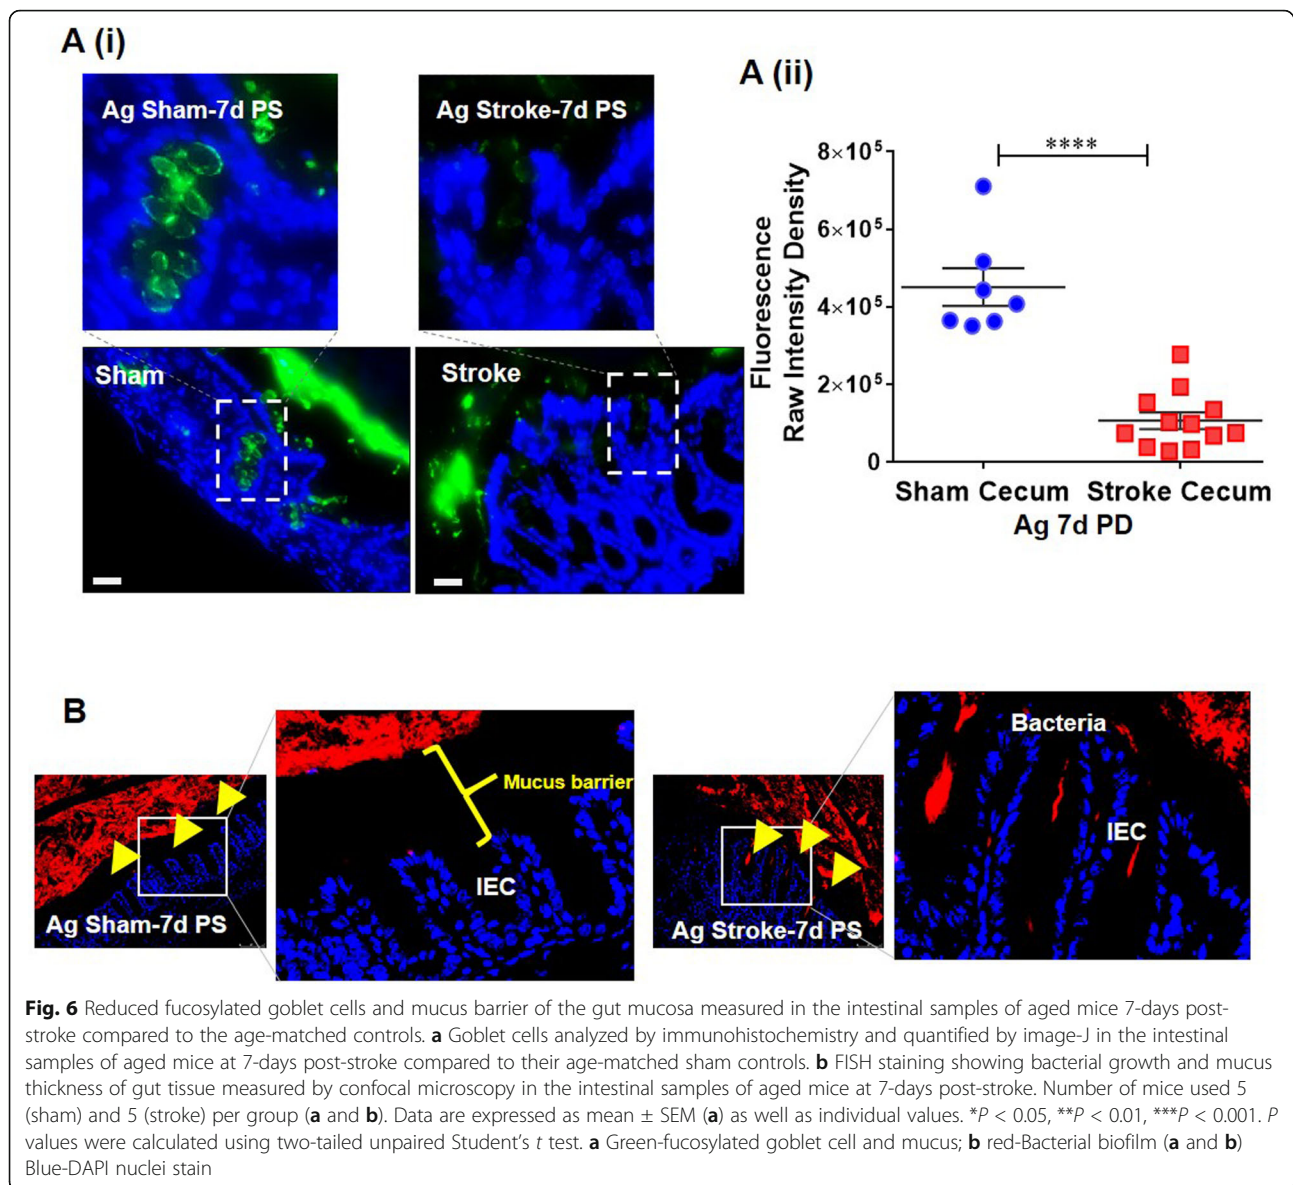 A (i)
A (ii)
Ag Sham-7d PS
Ag Stroke-7d PS
Sham
Stroke
Fluorescence
Raw Intensity Density
8×10⁵
6×10⁵
4×10⁵
2×10⁵
0
****
Sham Cecum Stroke Cecum
Ag 7d PD
B
Ag Sham-7d PS
Mucus barrier
IEC
Ag Stroke-7d PS
Bacteria
IEC
Fig. 6 Reduced fucosylated goblet cells and mucus barrier of the gut mucosa measured in the intestinal samples of aged mice 7-days post-
stroke compared to the age-matched controls. a Goblet cells analyzed by immunohistochemistry and quantified by image-J in the intestinal
samples of aged mice at 7-days post-stroke compared to their age-matched sham controls. b FISH staining showing bacterial growth and mucus
thickness of gut tissue measured by confocal microscopy in the intestinal samples of aged mice at 7-days post-stroke. Number of mice used 5
(sham) and 5 (stroke) per group (a and b). Data are expressed as mean ± SEM (a) as well as individual values. *P < 0.05, **P < 0.01, ***P < 0.001. P
values were calculated using two-tailed unpaired Student's t test. a Green-fucosylated goblet cell and mucus; b red-Bacterial biofilm (a and b)
Blue-DAPI nuclei stain